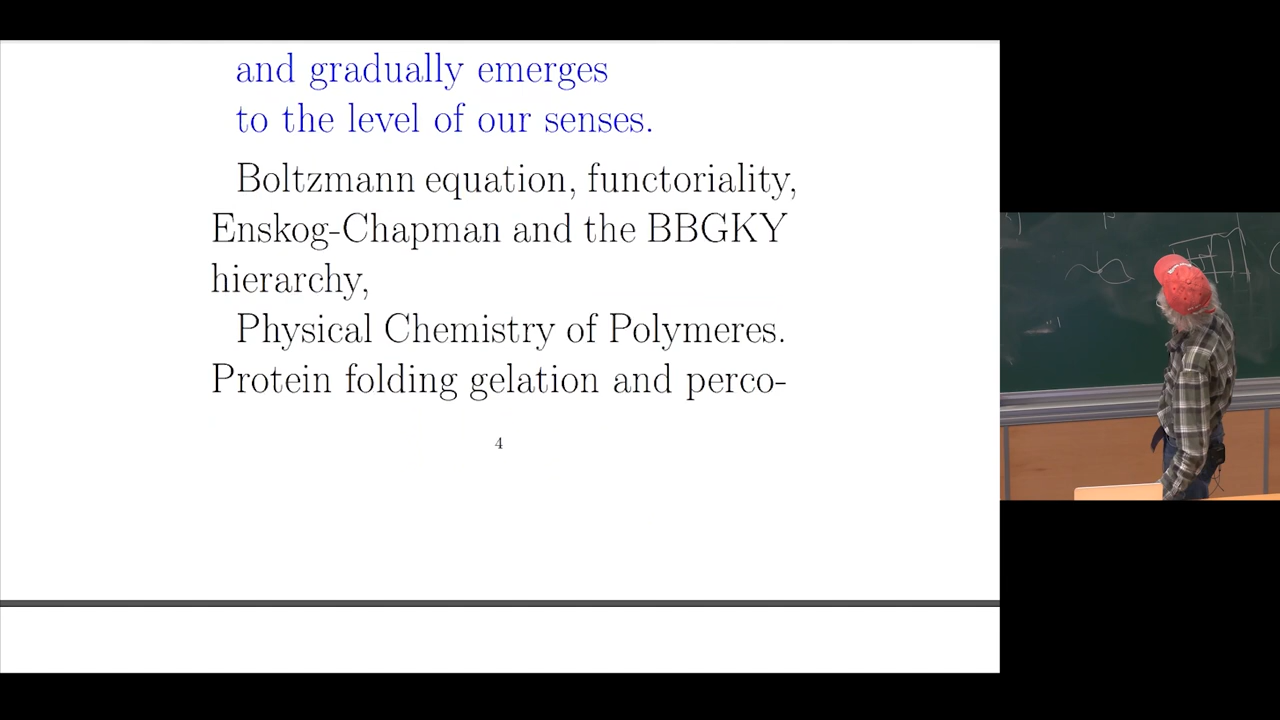 and gradually emerges
to the level of our senses.
Boltzmann equation, functoriality,
Enskog-Chapman and the BBGKY
hierarchy,
Physical Chemistry of Polymeres.
Protein folding gelation and perco-
4